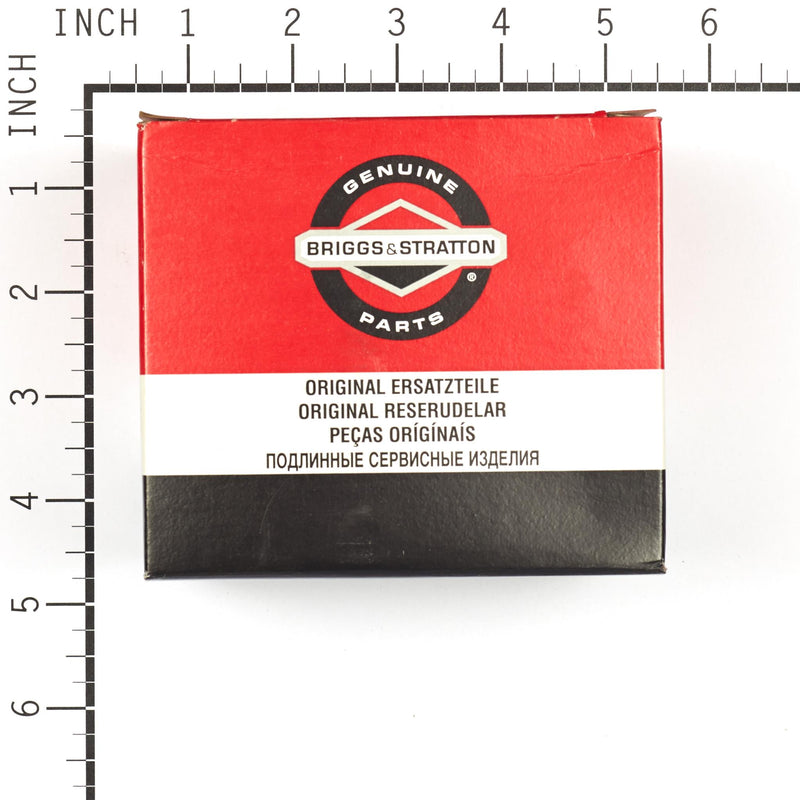 INCH 1 2 3 4 5 6
INCH
1
2
3
4
5
6
GENUINE
BRIGGS&STRATTON
®
PARTS
ORIGINAL ERSATZTEILE
ORIGINAL RESERUDELAR
PEÇAS ORÍGÍNAÍS
ПОДЛИННЫЕ СЕРВИСНЫЕ ИЗДЕЛИЯ